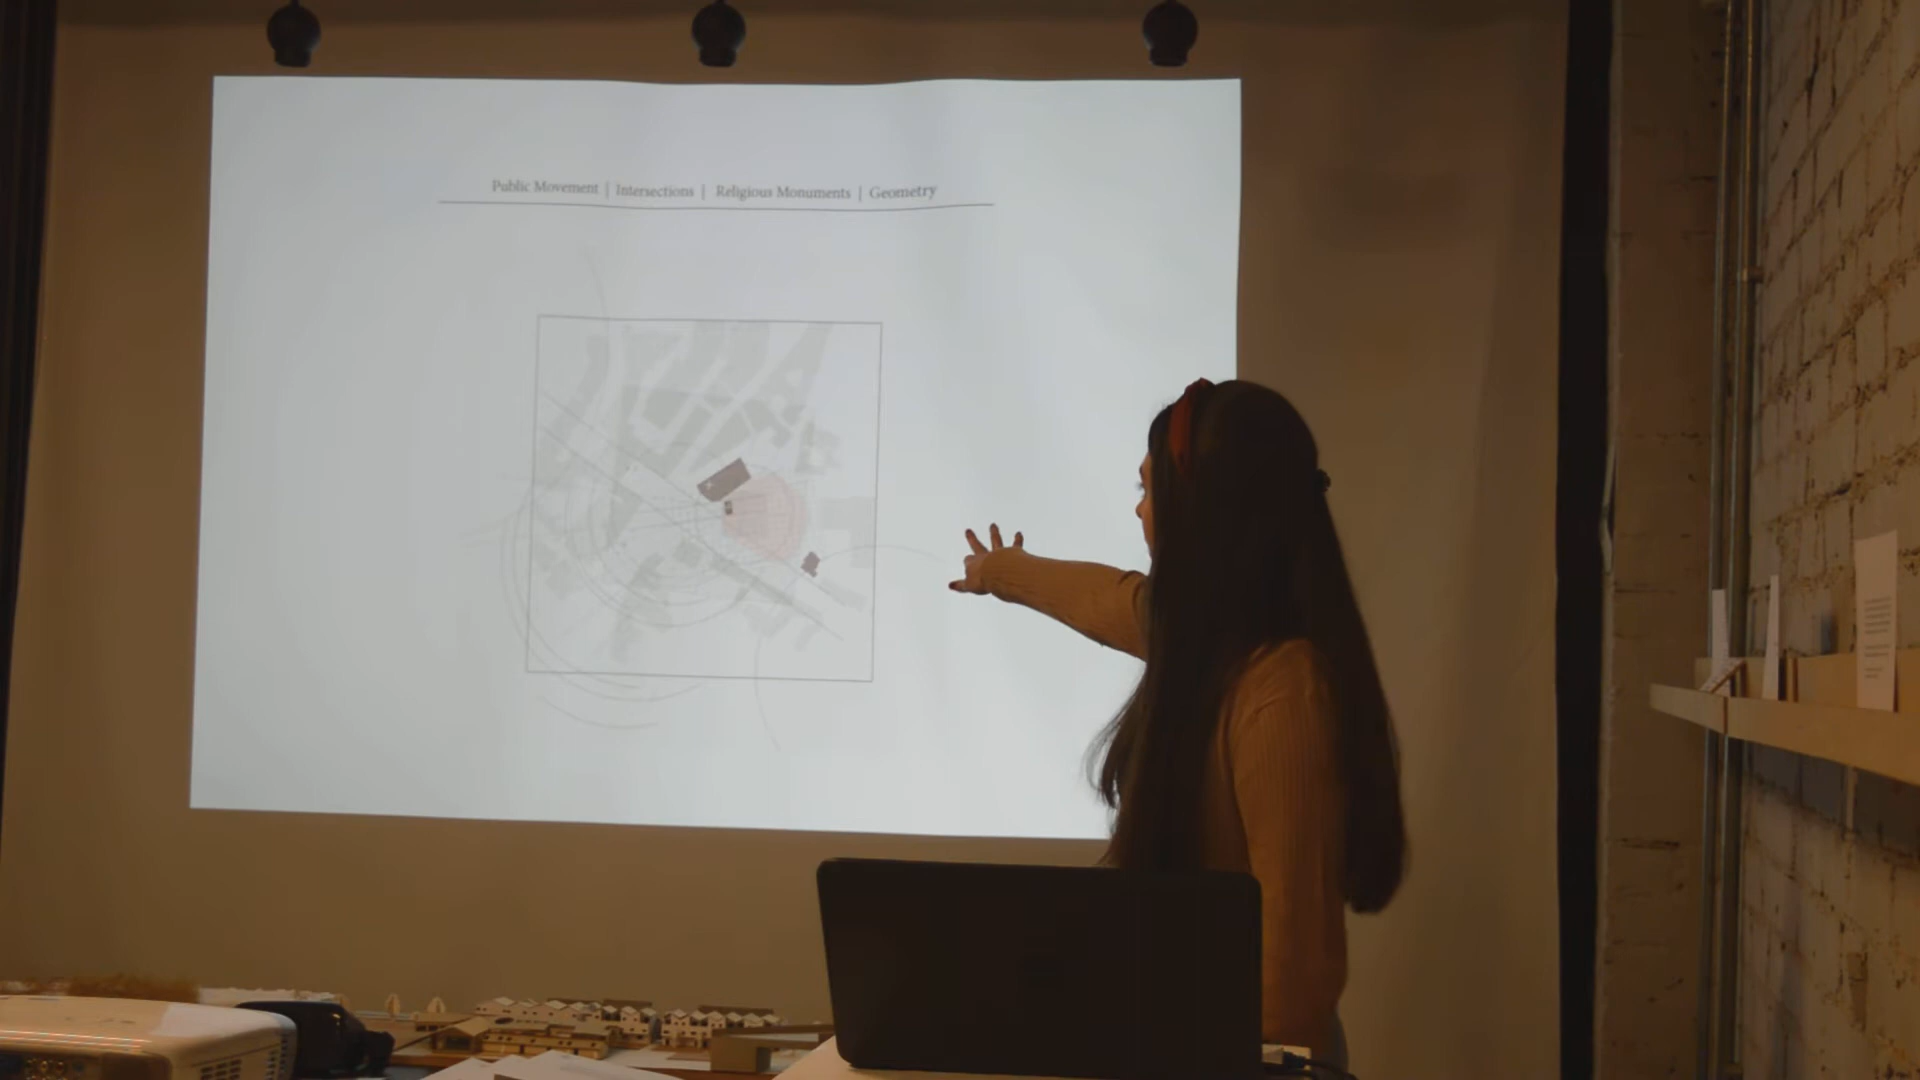 Public Movement | Intersections | Religious Monuments | Geometry